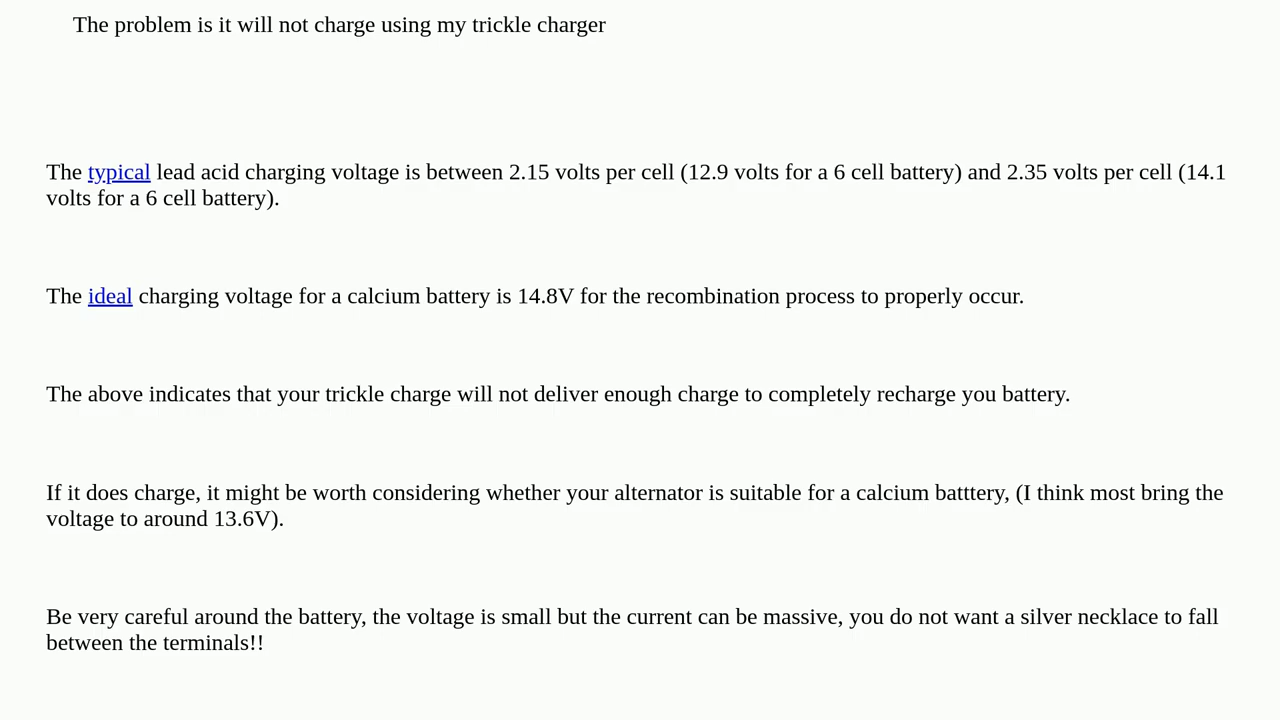 The problem is it will not charge using my trickle charger
The typical lead acid charging voltage is between 2.15 volts per cell (12.9 volts for a 6 cell battery) and 2.35 volts per cell (14.1
volts for a 6 cell battery).
The ideal charging voltage for a calcium battery is 14.8V for the recombination process to properly occur.
The above indicates that your trickle charge will not deliver enough charge to completely recharge you battery.
If it does charge, it might be worth considering whether your alternator is suitable for a calcium batttery, (I think most bring the
voltage to around 13.6V).
Be very careful around the battery, the voltage is small but the current can be massive, you do not want a silver necklace to fall
between the terminals!!